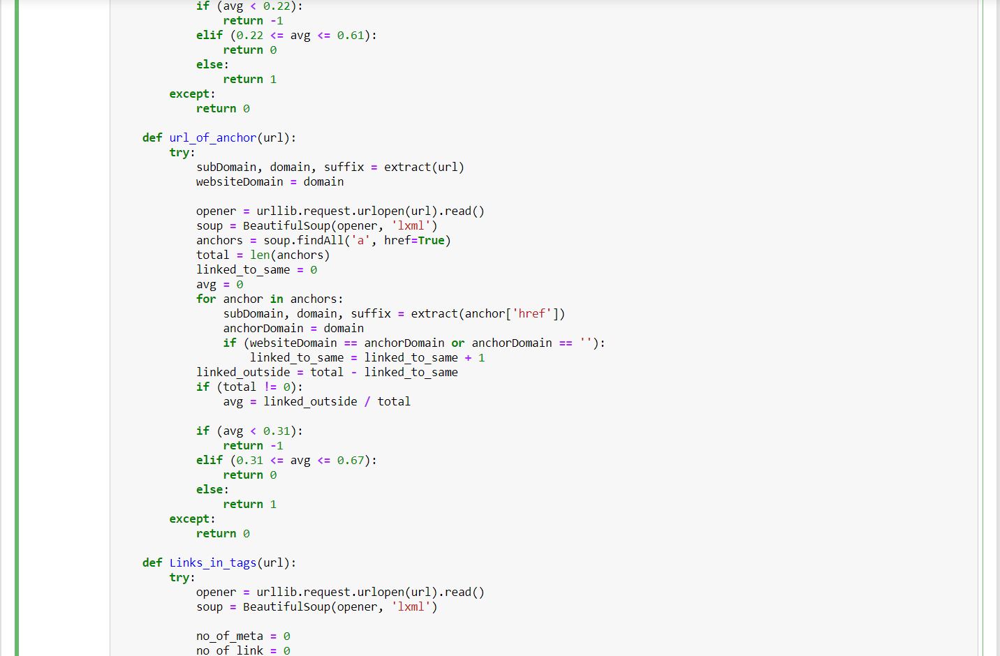 if (avg < 0.22):
return -1
elif (0.22 <= avg <= 0.61):
return 0
else:
return 1
except:
return 0
def url_of_anchor(url):
try:
subDomain, domain, suffix = extract(url)
websiteDomain = domain
opener = urllib.request.urlopen(url).read()
soup = BeautifulSoup(opener, 'lxml')
anchors = soup.findAll('a', href=True)
total = len(anchors)
linked_to_same = 0
avg = 0
for anchor in anchors:
subDomain, domain, suffix = extract(anchor['href'])
anchorDomain = domain
if (websiteDomain == anchorDomain or anchorDomain == ''):
linked_to_same = linked_to_same + 1
linked_outside = total - linked_to_same
if (total != 0):
avg = linked_outside / total
if (avg < 0.31):
return -1
elif (0.31 <= avg <= 0.67):
return 0
else:
return 1
except:
return 0
def Links_in_tags(url):
try:
opener = urllib.request.urlopen(url).read()
soup = BeautifulSoup(opener, 'lxml')
no_of_meta = 0
no_of_link = 0